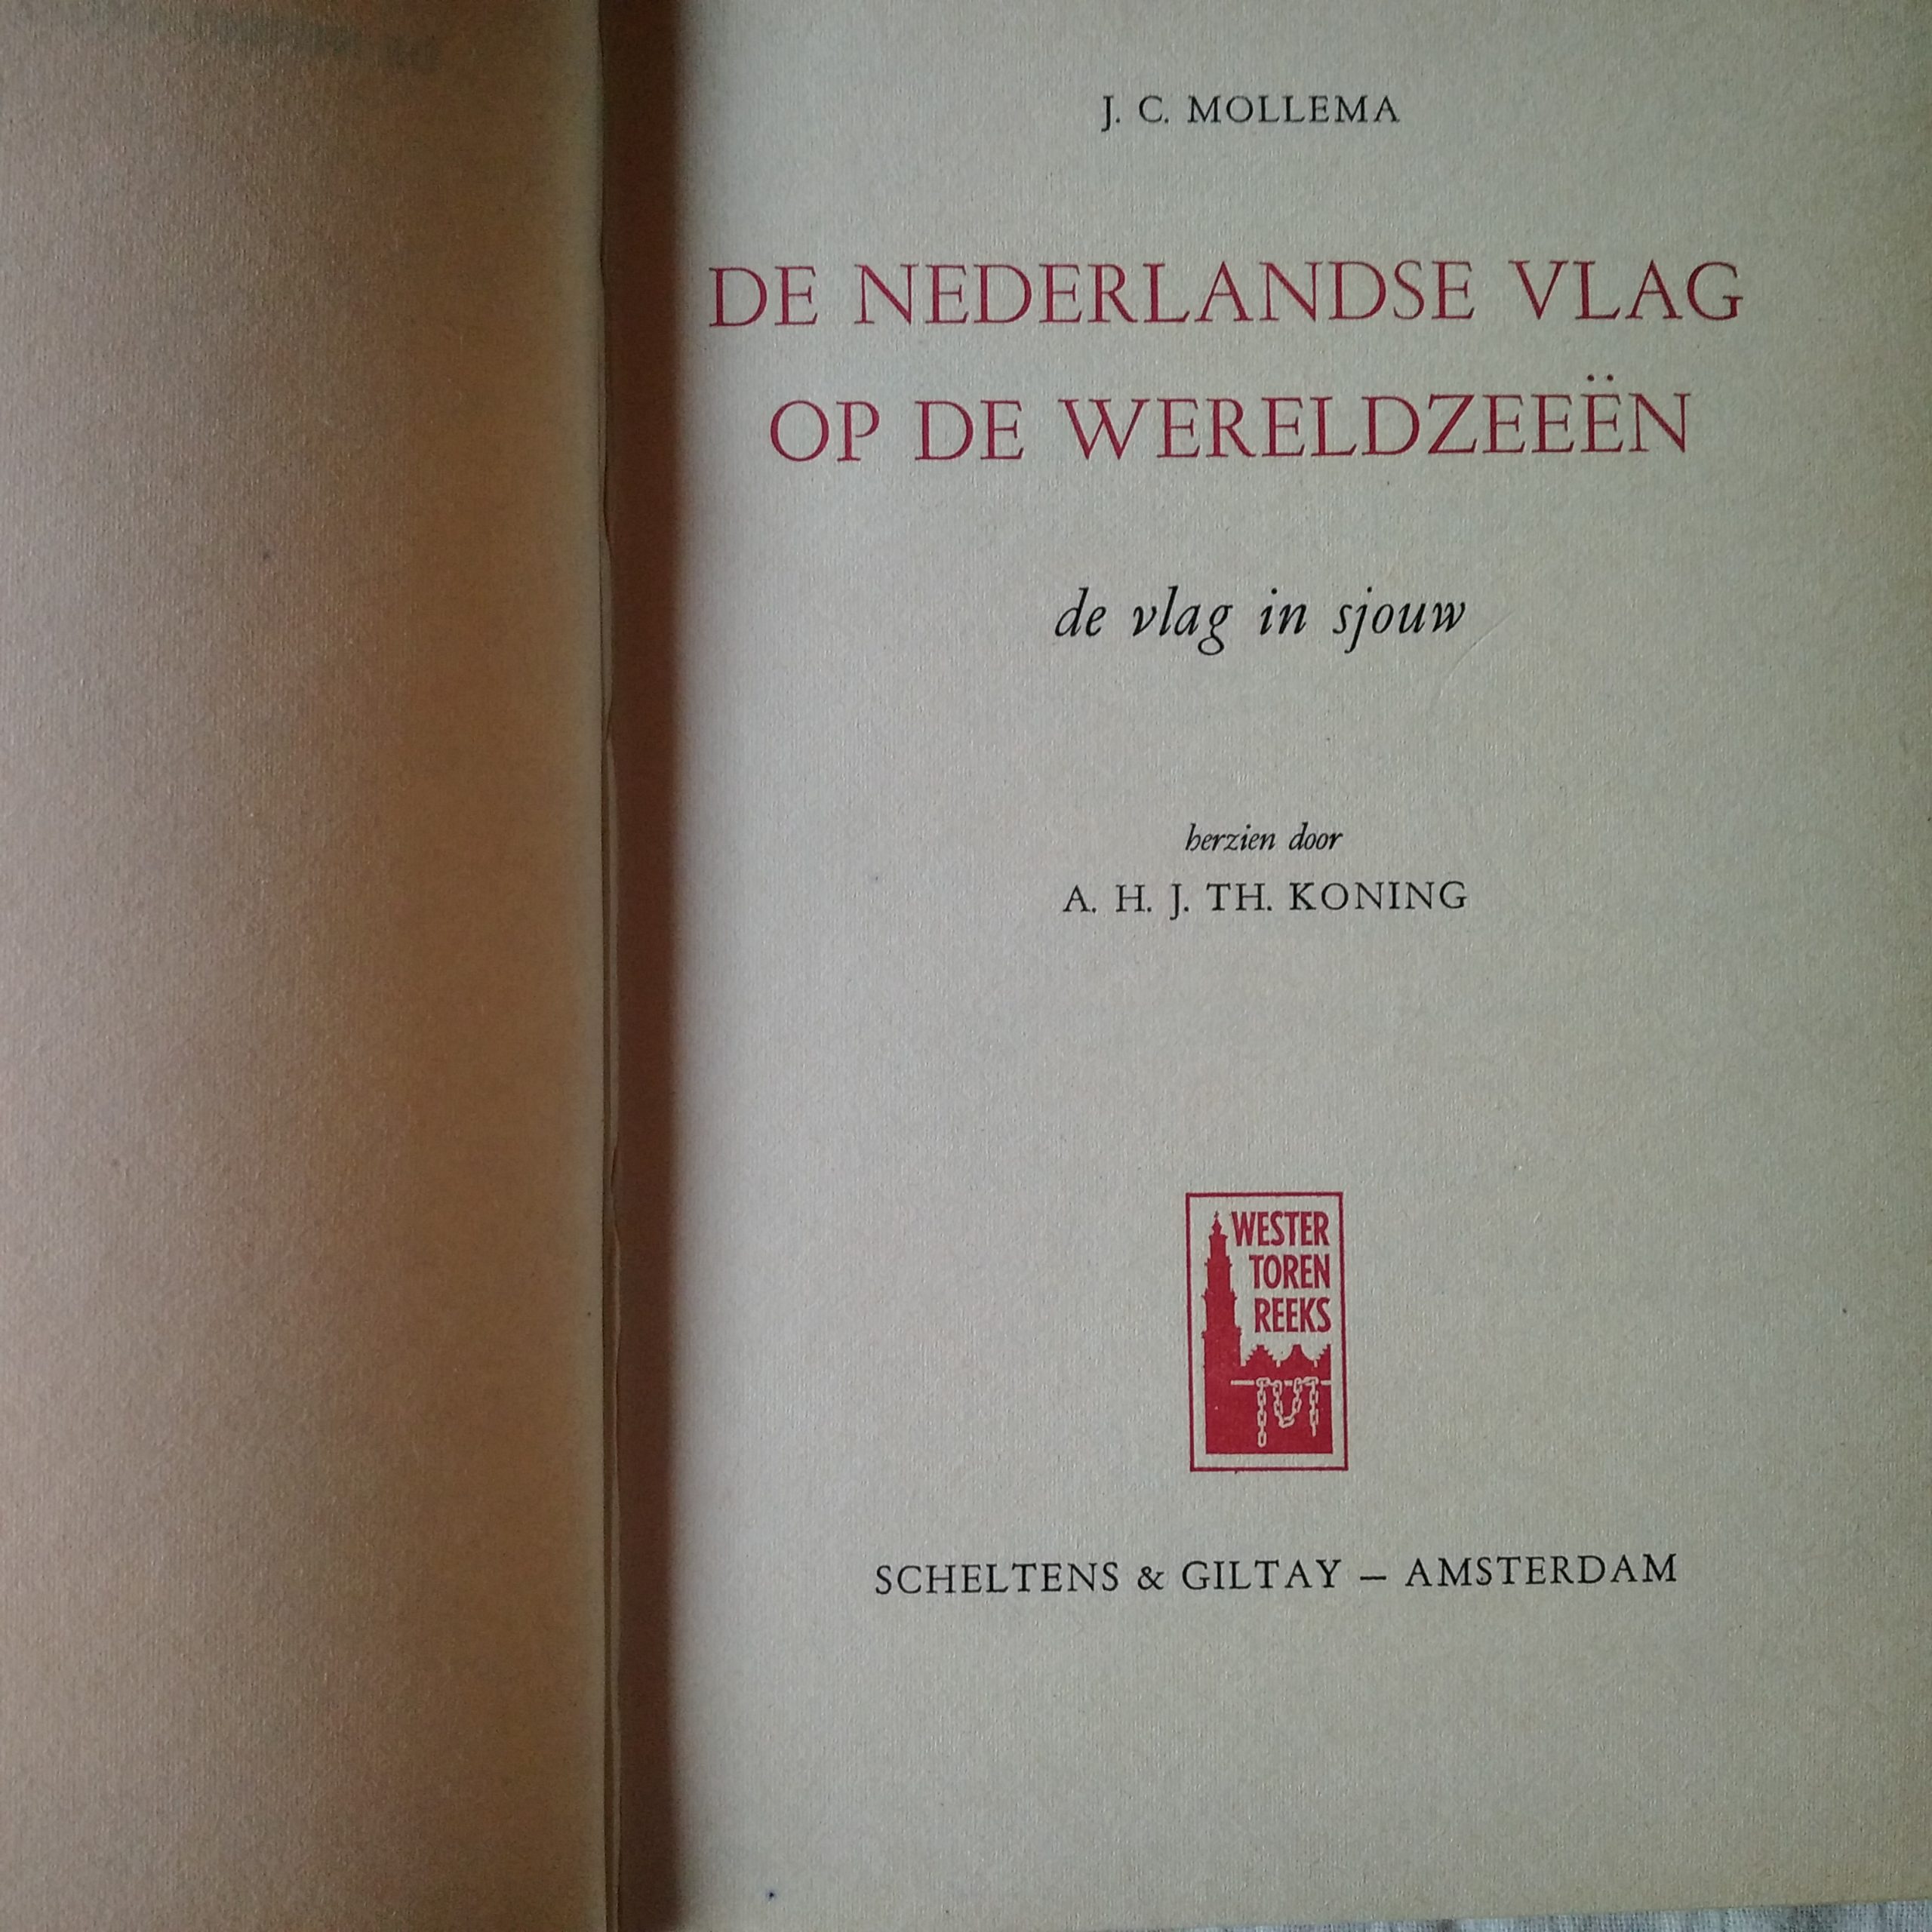 J. C. MOLLEMA
DE NEDERLANDSE VLAG
OP DE WERELDZEEËN
de vlag in sjouw
herzien door
A. H. J. TH. KONING
WESTER
TOREN
REEKS
SCHELTENS & GILTAY – AMSTERDAM